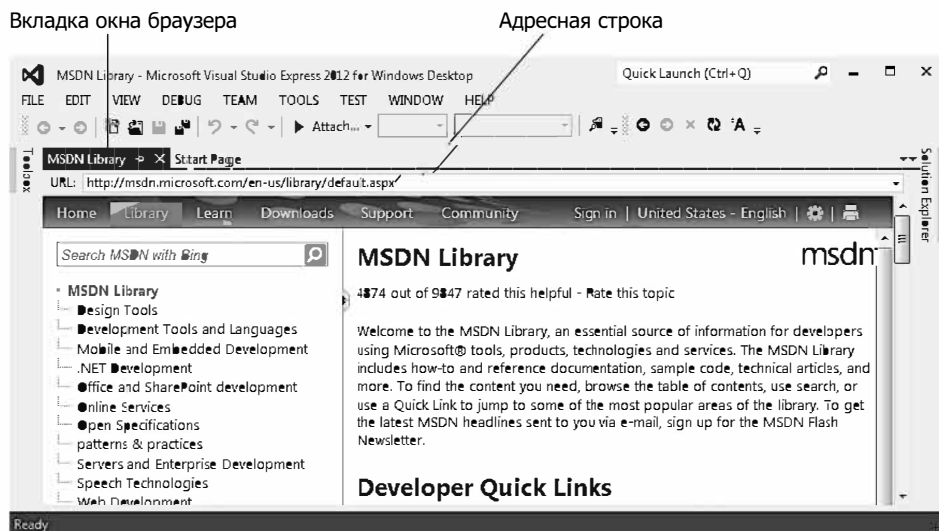 Вкладка окна браузера
Адресная строка
MSDN Library - Microsoft Visual Studio Express 2012 for Windows Desktop
Quick Launch (Ctrl+Q)
FILE EDIT VIEW DEBUG TEAM TOOLS TEST WINDOW HELP
Attach...
Toolbox
MSDN Library
Start Page
Solution Explorer
URL: http://msdn.microsoft.com/en-us/library/default.aspx
Home Library Learn Downloads Support Community Sign in | United States - English
Search MSDN with Bing
MSDN Library
Design Tools
Development Tools and Languages
Mobile and Embedded Development
.NET Development
Office and SharePoint development
Online Services
Open Specifications
patterns & practices
Servers and Enterprise Development
Speech Technologies
Web Development
MSDN Library
msdn
4874 out of 9847 rated this helpful - Rate this topic
Welcome to the MSDN Library, an essential source of information for developers
using Microsoft® tools, products, technologies and services. The MSDN Library
includes how-to and reference documentation, sample code, technical articles, and
more. To find the content you need, browse the table of contents, use search, or
use a Quick Link to jump to some of the most popular areas of the library. To get
the latest MSDN headlines sent to you via e-mail, sign up for the MSDN Flash
Newsletter.
Developer Quick Links
Ready